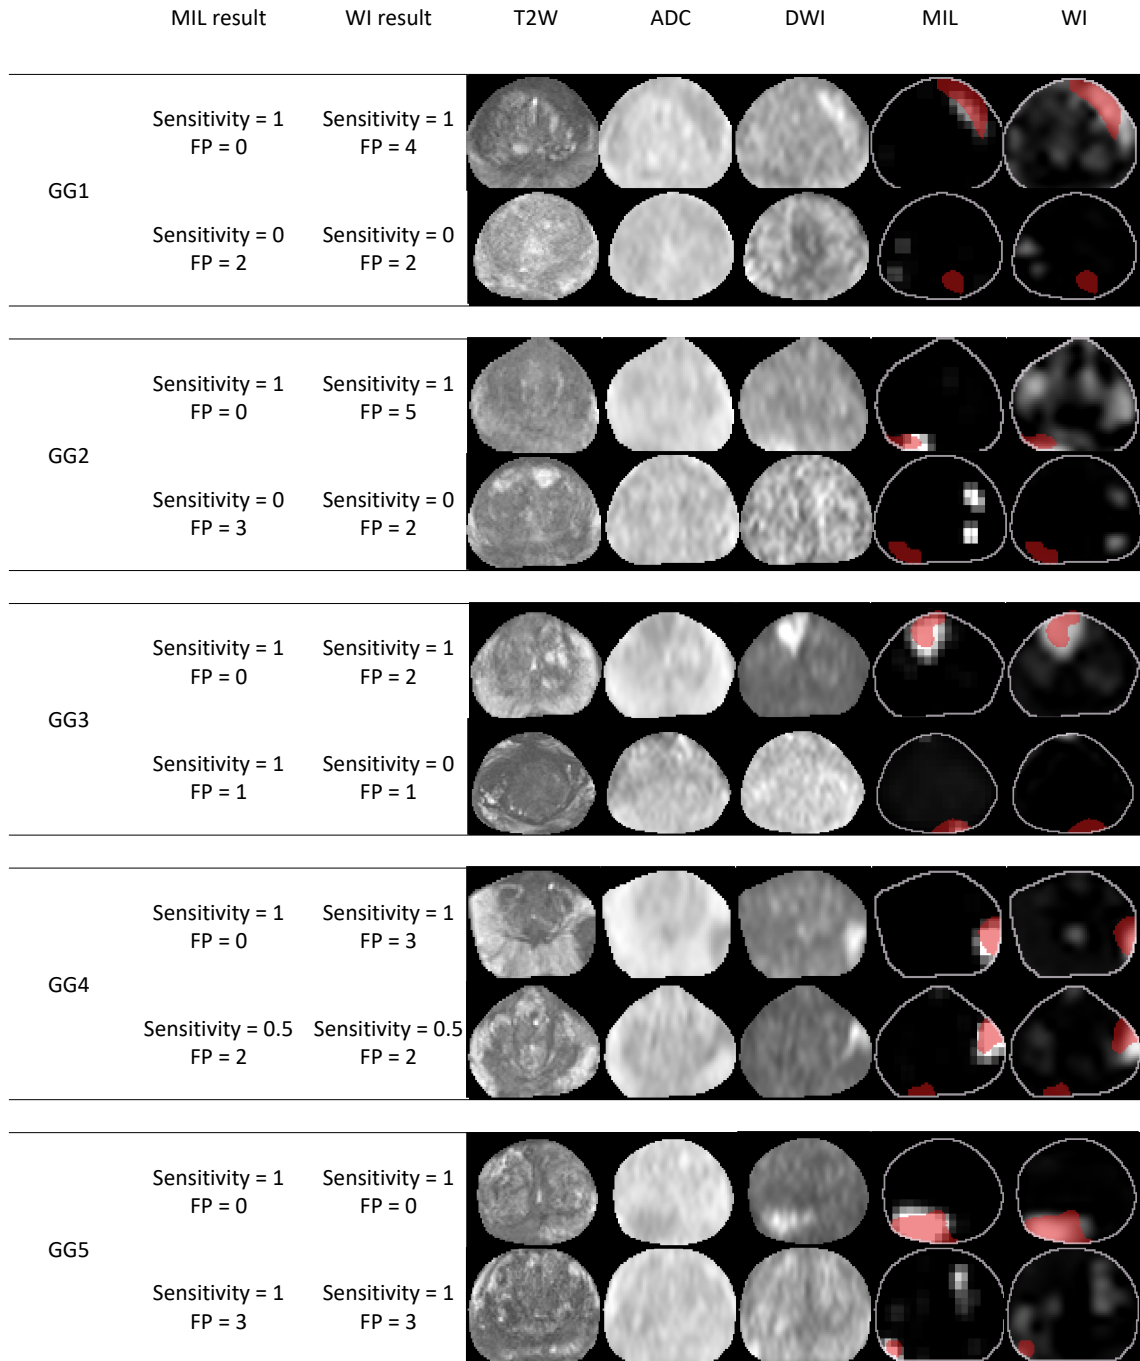 MIL result WI result T2W ADC DWI MIL WI
Sensitivity = 1 Sensitivity = 1
FP = 0 FP = 4
GG1
Sensitivity = 0 Sensitivity = 0
FP = 2 FP = 2
Sensitivity = 1 Sensitivity = 1
FP = 0 FP = 5
GG2
Sensitivity = 0 Sensitivity = 0
FP = 3 FP = 2
Sensitivity = 1 Sensitivity = 1
FP = 0 FP = 2
GG3
Sensitivity = 1 Sensitivity = 0
FP = 1 FP = 1
Sensitivity = 1 Sensitivity = 1
FP = 0 FP = 3
GG4
Sensitivity = 0.5 Sensitivity = 0.5
FP = 2 FP = 2
Sensitivity = 1 Sensitivity = 1
FP = 0 FP = 0
GG5
Sensitivity = 1 Sensitivity = 1
FP = 3 FP = 3